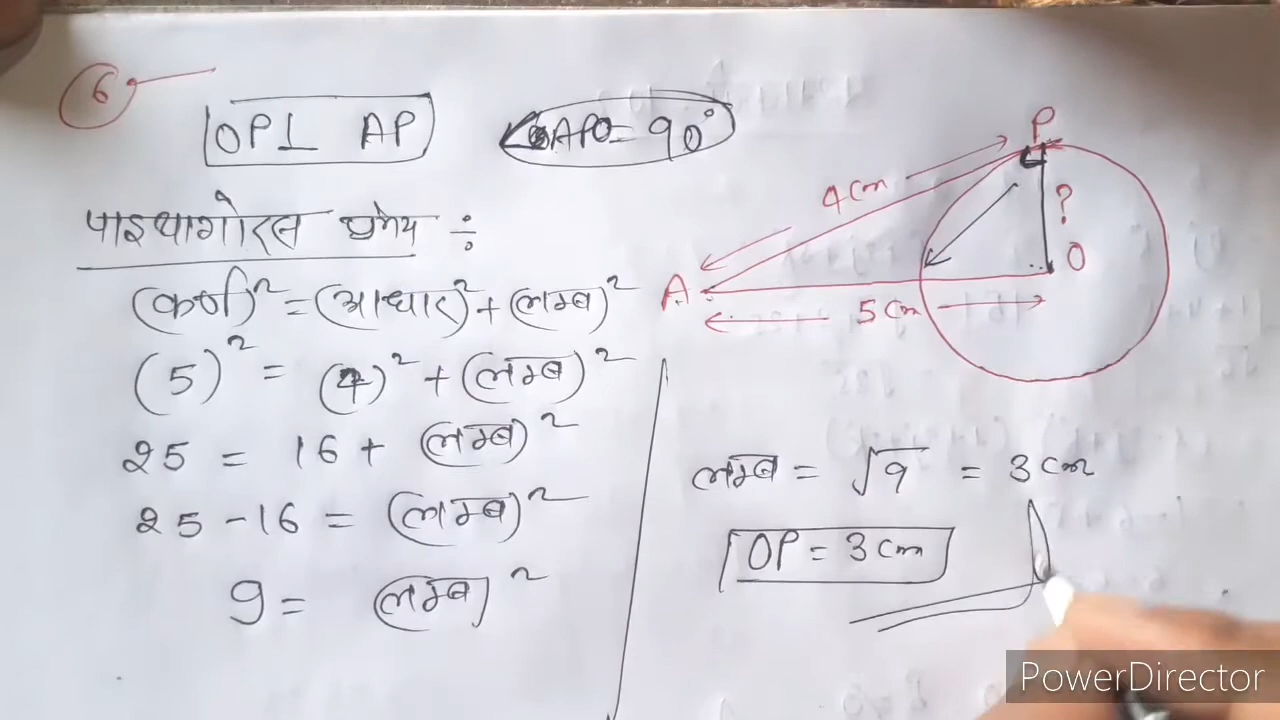 6
OP⊥ AP
∠APO = 90°
पाइथागोरस प्रमेय ÷
(कर्ण)² = (आधार)² + (लम्ब)²
(5)² = (4)² + (लम्ब)²
25 = 16 + (लम्ब)²
25 - 16 = (लम्ब)²
9 = (लम्ब)²
P
4 cm
?
A
O
5 cm
लम्ब = √9 = 3 cm
OP = 3 cm
PowerDirector